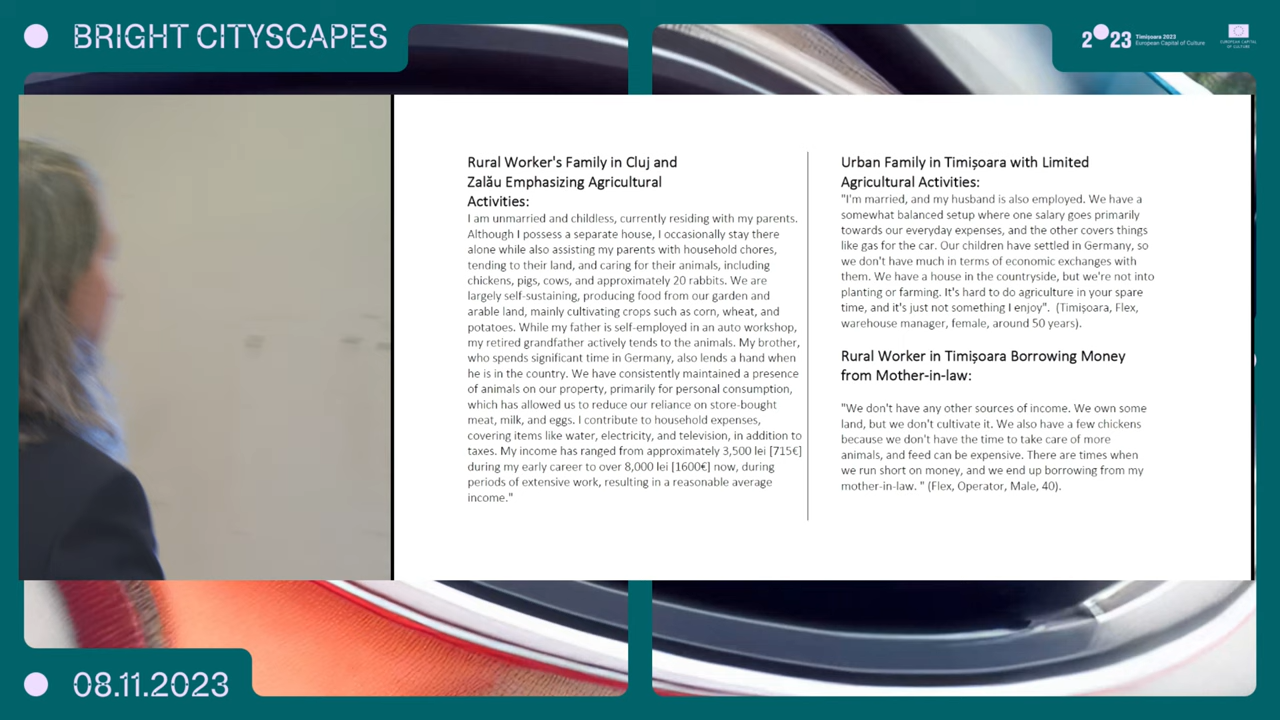 BRIGHT CITYSCAPES
2023 Timișoara 2023
European Capital of Culture
EUROPEAN CAPITAL
OF CULTURE
Rural Worker's Family in Cluj and
Zalău Emphasizing Agricultural
Activities:
I am unmarried and childless, currently residing with my parents.
Although I possess a separate house, I occasionally stay there
alone while also assisting my parents with household chores,
tending to their land, and caring for their animals, including
chickens, pigs, cows, and approximately 20 rabbits. We are
largely self-sustaining, producing food from our garden and
arable land, mainly cultivating crops such as corn, wheat, and
potatoes. While my father is self-employed in an auto workshop,
my retired grandfather actively tends to the animals. My brother,
who spends significant time in Germany, also lends a hand when
he is in the country. We have consistently maintained a presence
of animals on our property, primarily for personal consumption,
which has allowed us to reduce our reliance on store-bought
meat, milk, and eggs. I contribute to household expenses,
covering items like water, electricity, and television, in addition to
taxes. My income has ranged from approximately 3,500 lei [715€]
during my early career to over 8,000 lei [1600€] now, during
periods of extensive work, resulting in a reasonable average
income."
Urban Family in Timișoara with Limited
Agricultural Activities:
"I'm married, and my husband is also employed. We have a
somewhat balanced setup where one salary goes primarily
towards our everyday expenses, and the other covers things
like gas for the car. Our children have settled in Germany, so
we don't have much in terms of economic exchanges with
them. We have a house in the countryside, but we're not into
planting or farming. It's hard to do agriculture in your spare
time, and it's just not something I enjoy". (Timișoara, Flex,
warehouse manager, female, around 50 years).
Rural Worker in Timișoara Borrowing Money
from Mother-in-law:
"We don't have any other sources of income. We own some
land, but we don't cultivate it. We also have a few chickens
because we don't have the time to take care of more
animals, and feed can be expensive. There are times when
we run short on money, and we end up borrowing from my
mother-in-law. " (Flex, Operator, Male, 40).
08.11.2023